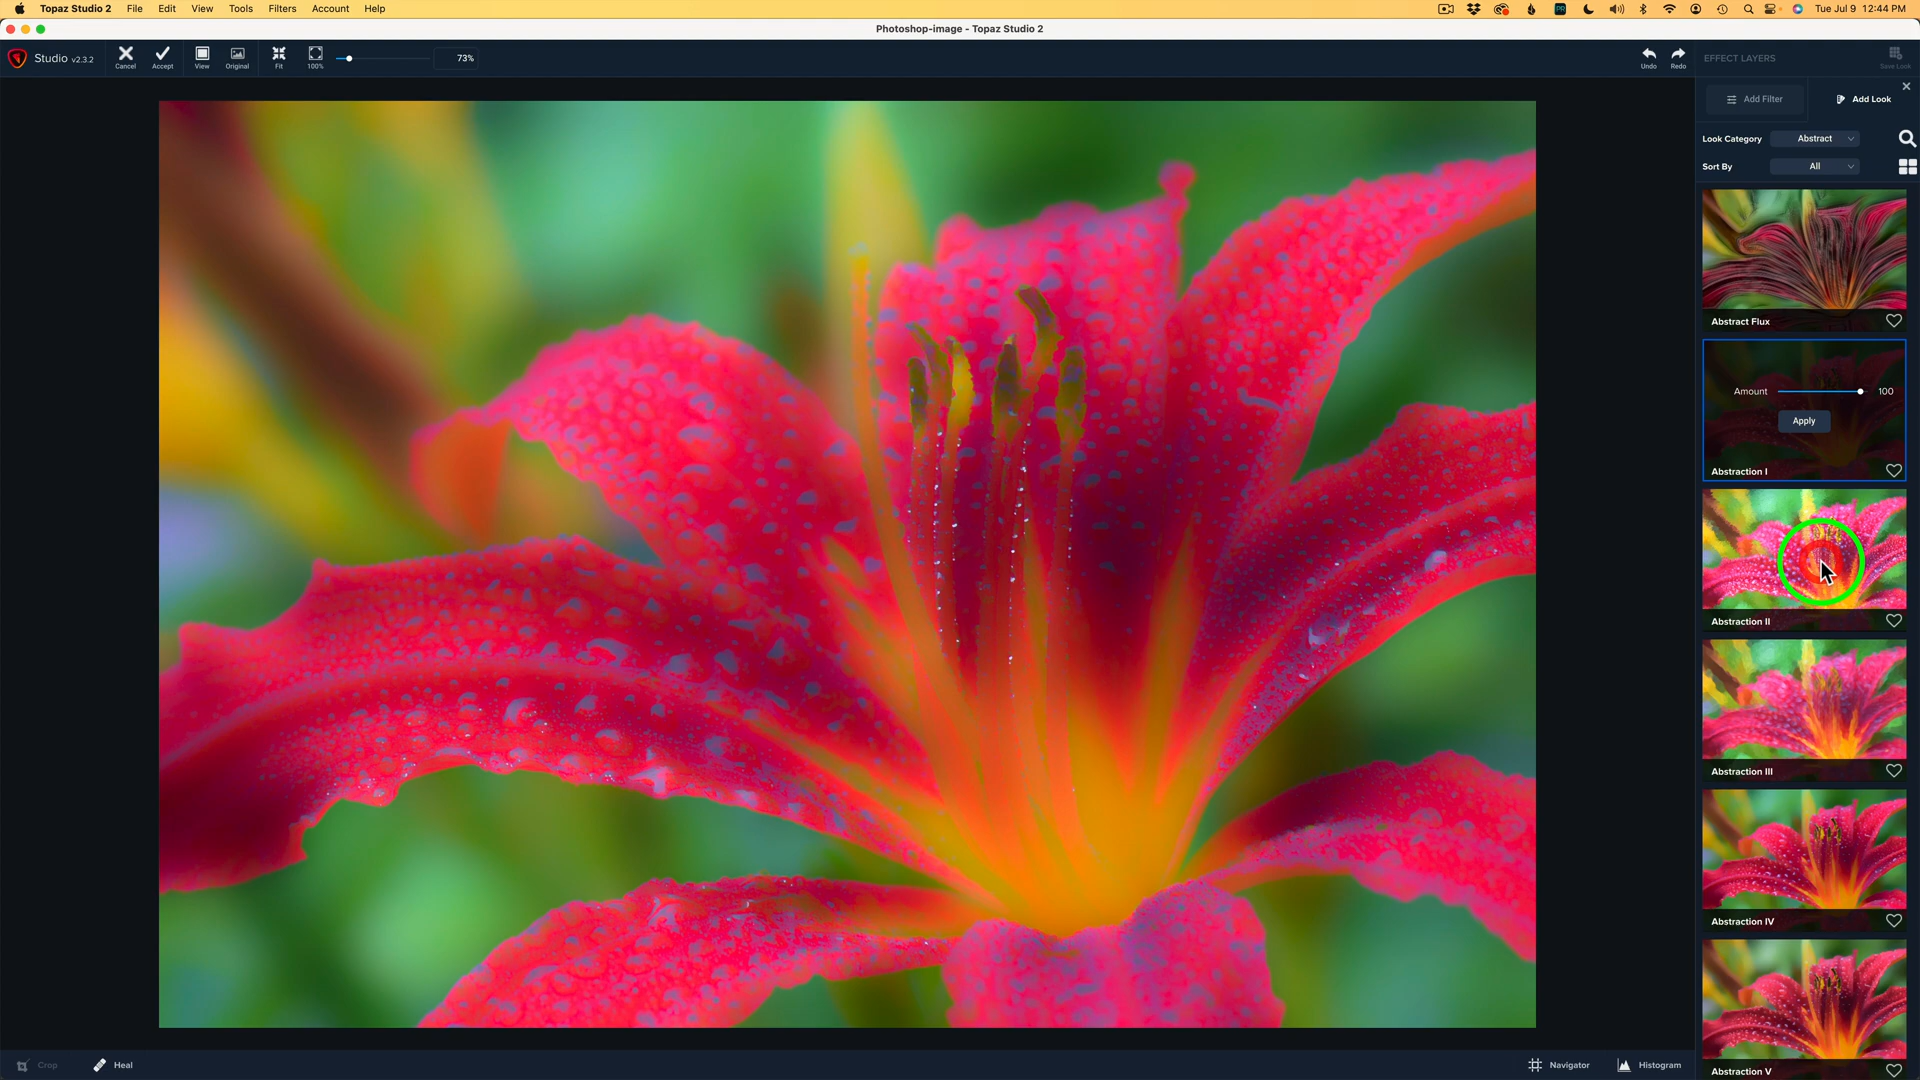 Topaz Studio 2 File Edit View Tools Filters Account Help Tue Jul 9 12:44 PM
Photoshop-image - Topaz Studio 2
Studio v2.3.2 Cancel Accept View Original Fit 100% 73% Undo Redo EFFECT LAYERS Save Look
Add Filter Add Look
Look Category Abstract
Sort By All
Abstract Flux
Amount 100
Apply
Abstraction I
Abstraction II
Abstraction III
Abstraction IV
Abstraction V
Crop Heal Navigator Histogram